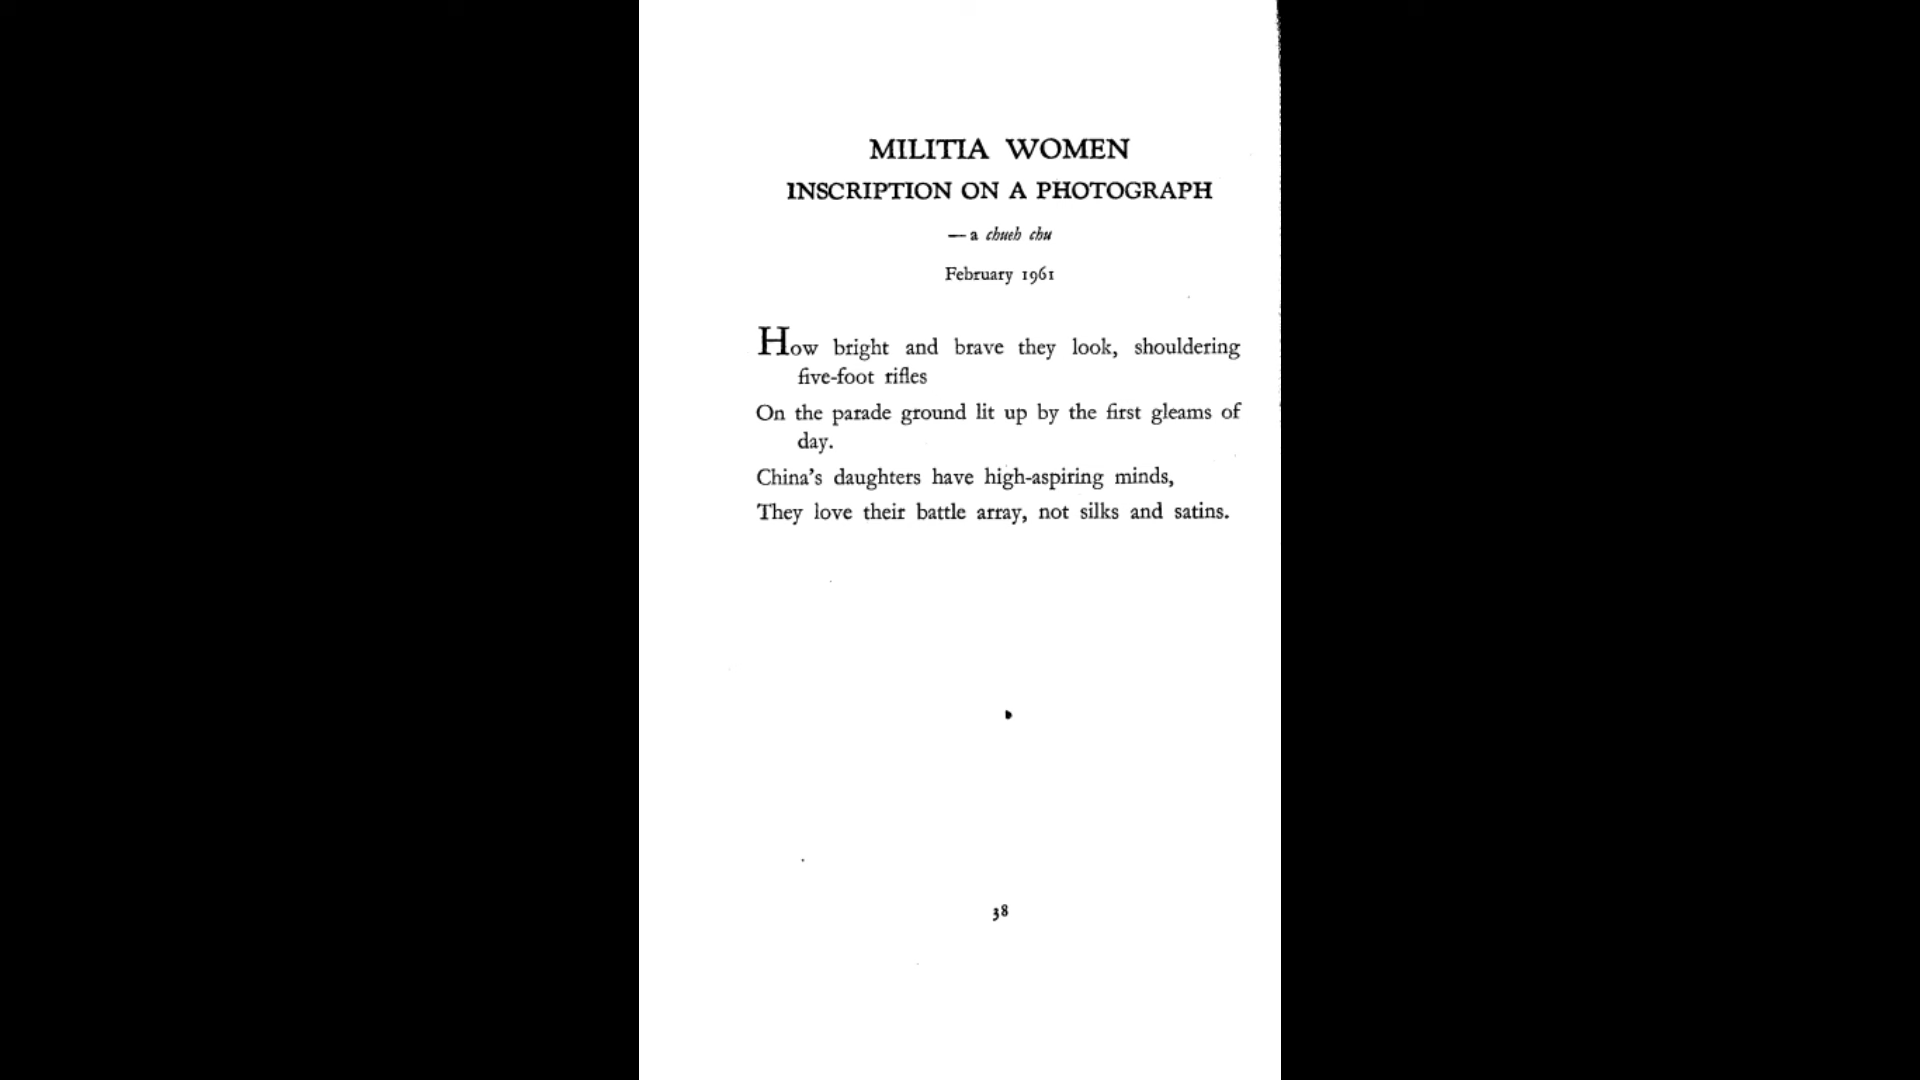 MILITIA WOMEN
INSCRIPTION ON A PHOTOGRAPH
— a chueh chu
February 1961
How bright and brave they look, shouldering
five-foot rifles
On the parade ground lit up by the first gleams of
day.
China's daughters have high-aspiring minds,
They love their battle array, not silks and satins.
38